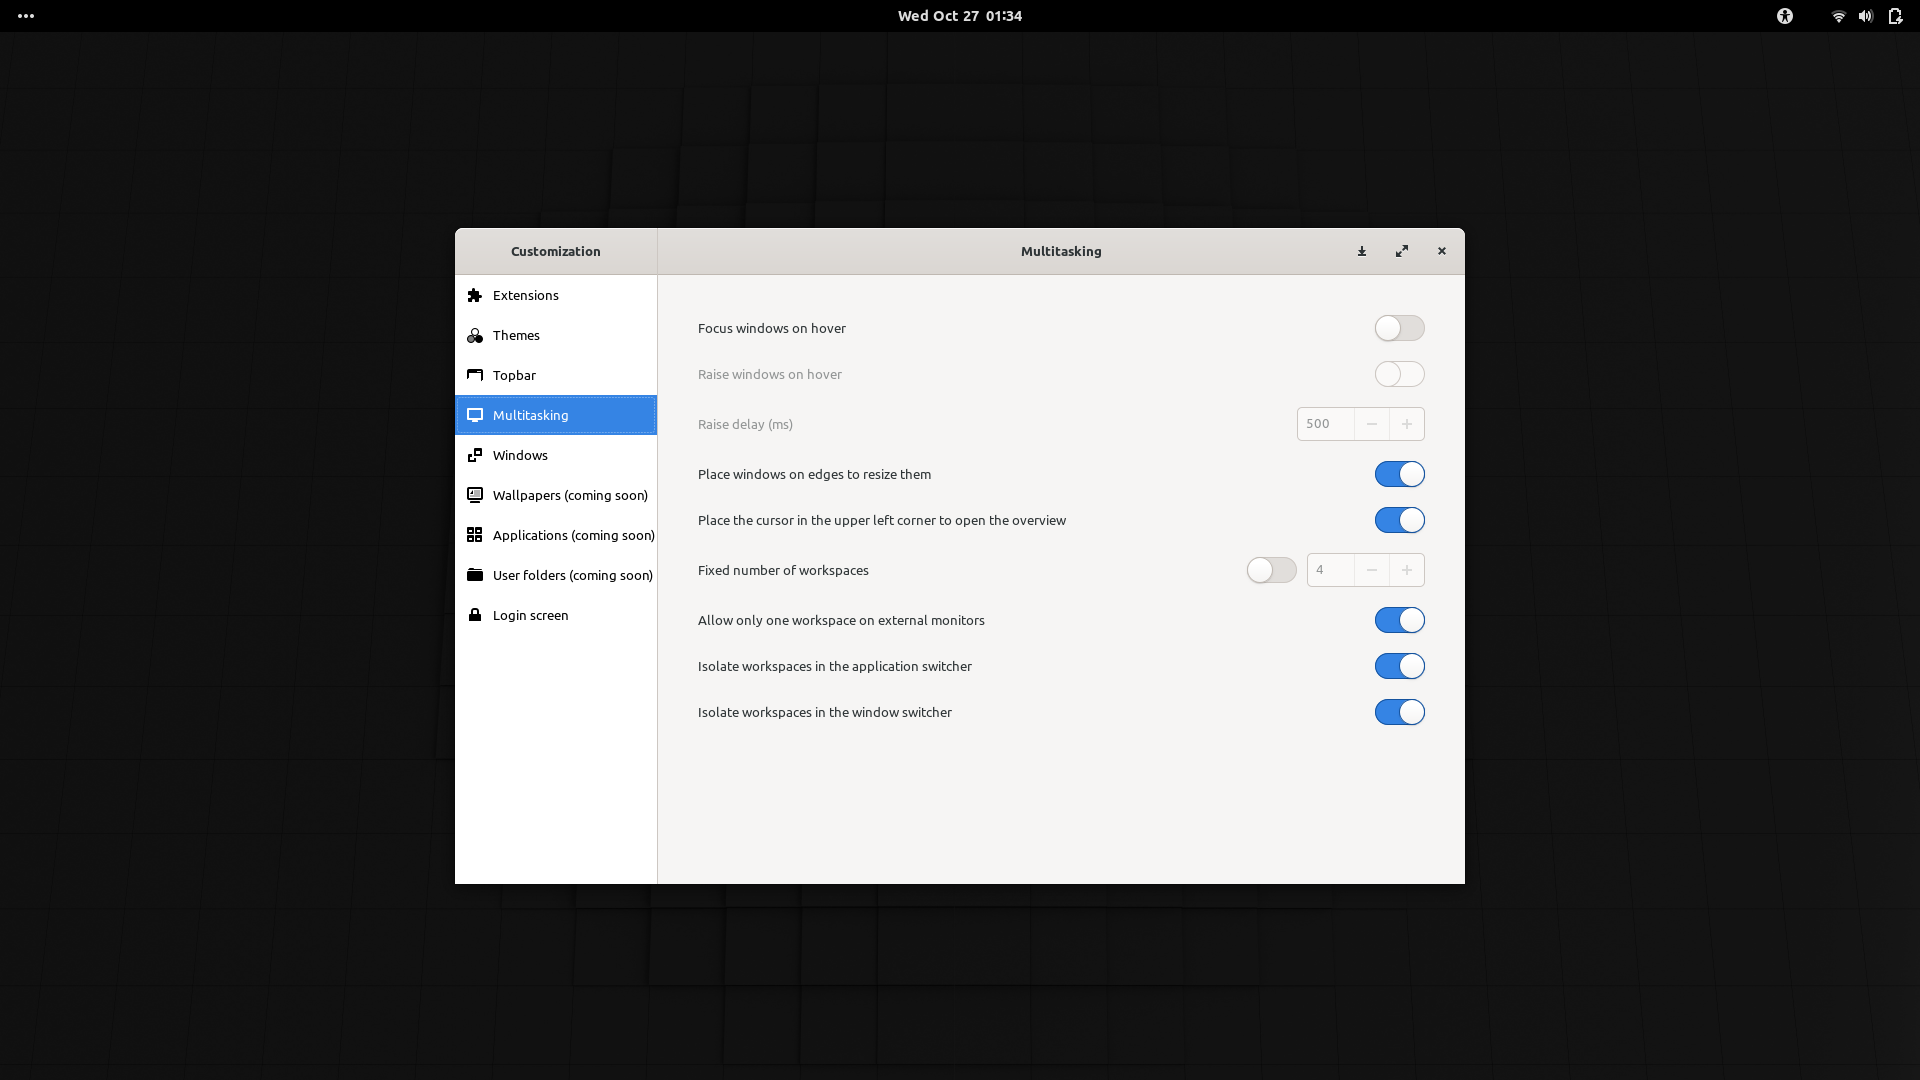 Wed Oct 27 01:34
Customization
Multitasking
Extensions
Themes
Topbar
Multitasking
Windows
Wallpapers (coming soon)
Applications (coming soon)
User folders (coming soon)
Login screen
Focus windows on hover
Raise windows on hover
Raise delay (ms)
500
Place windows on edges to resize them
Place the cursor in the upper left corner to open the overview
Fixed number of workspaces
4
Allow only one workspace on external monitors
Isolate workspaces in the application switcher
Isolate workspaces in the window switcher